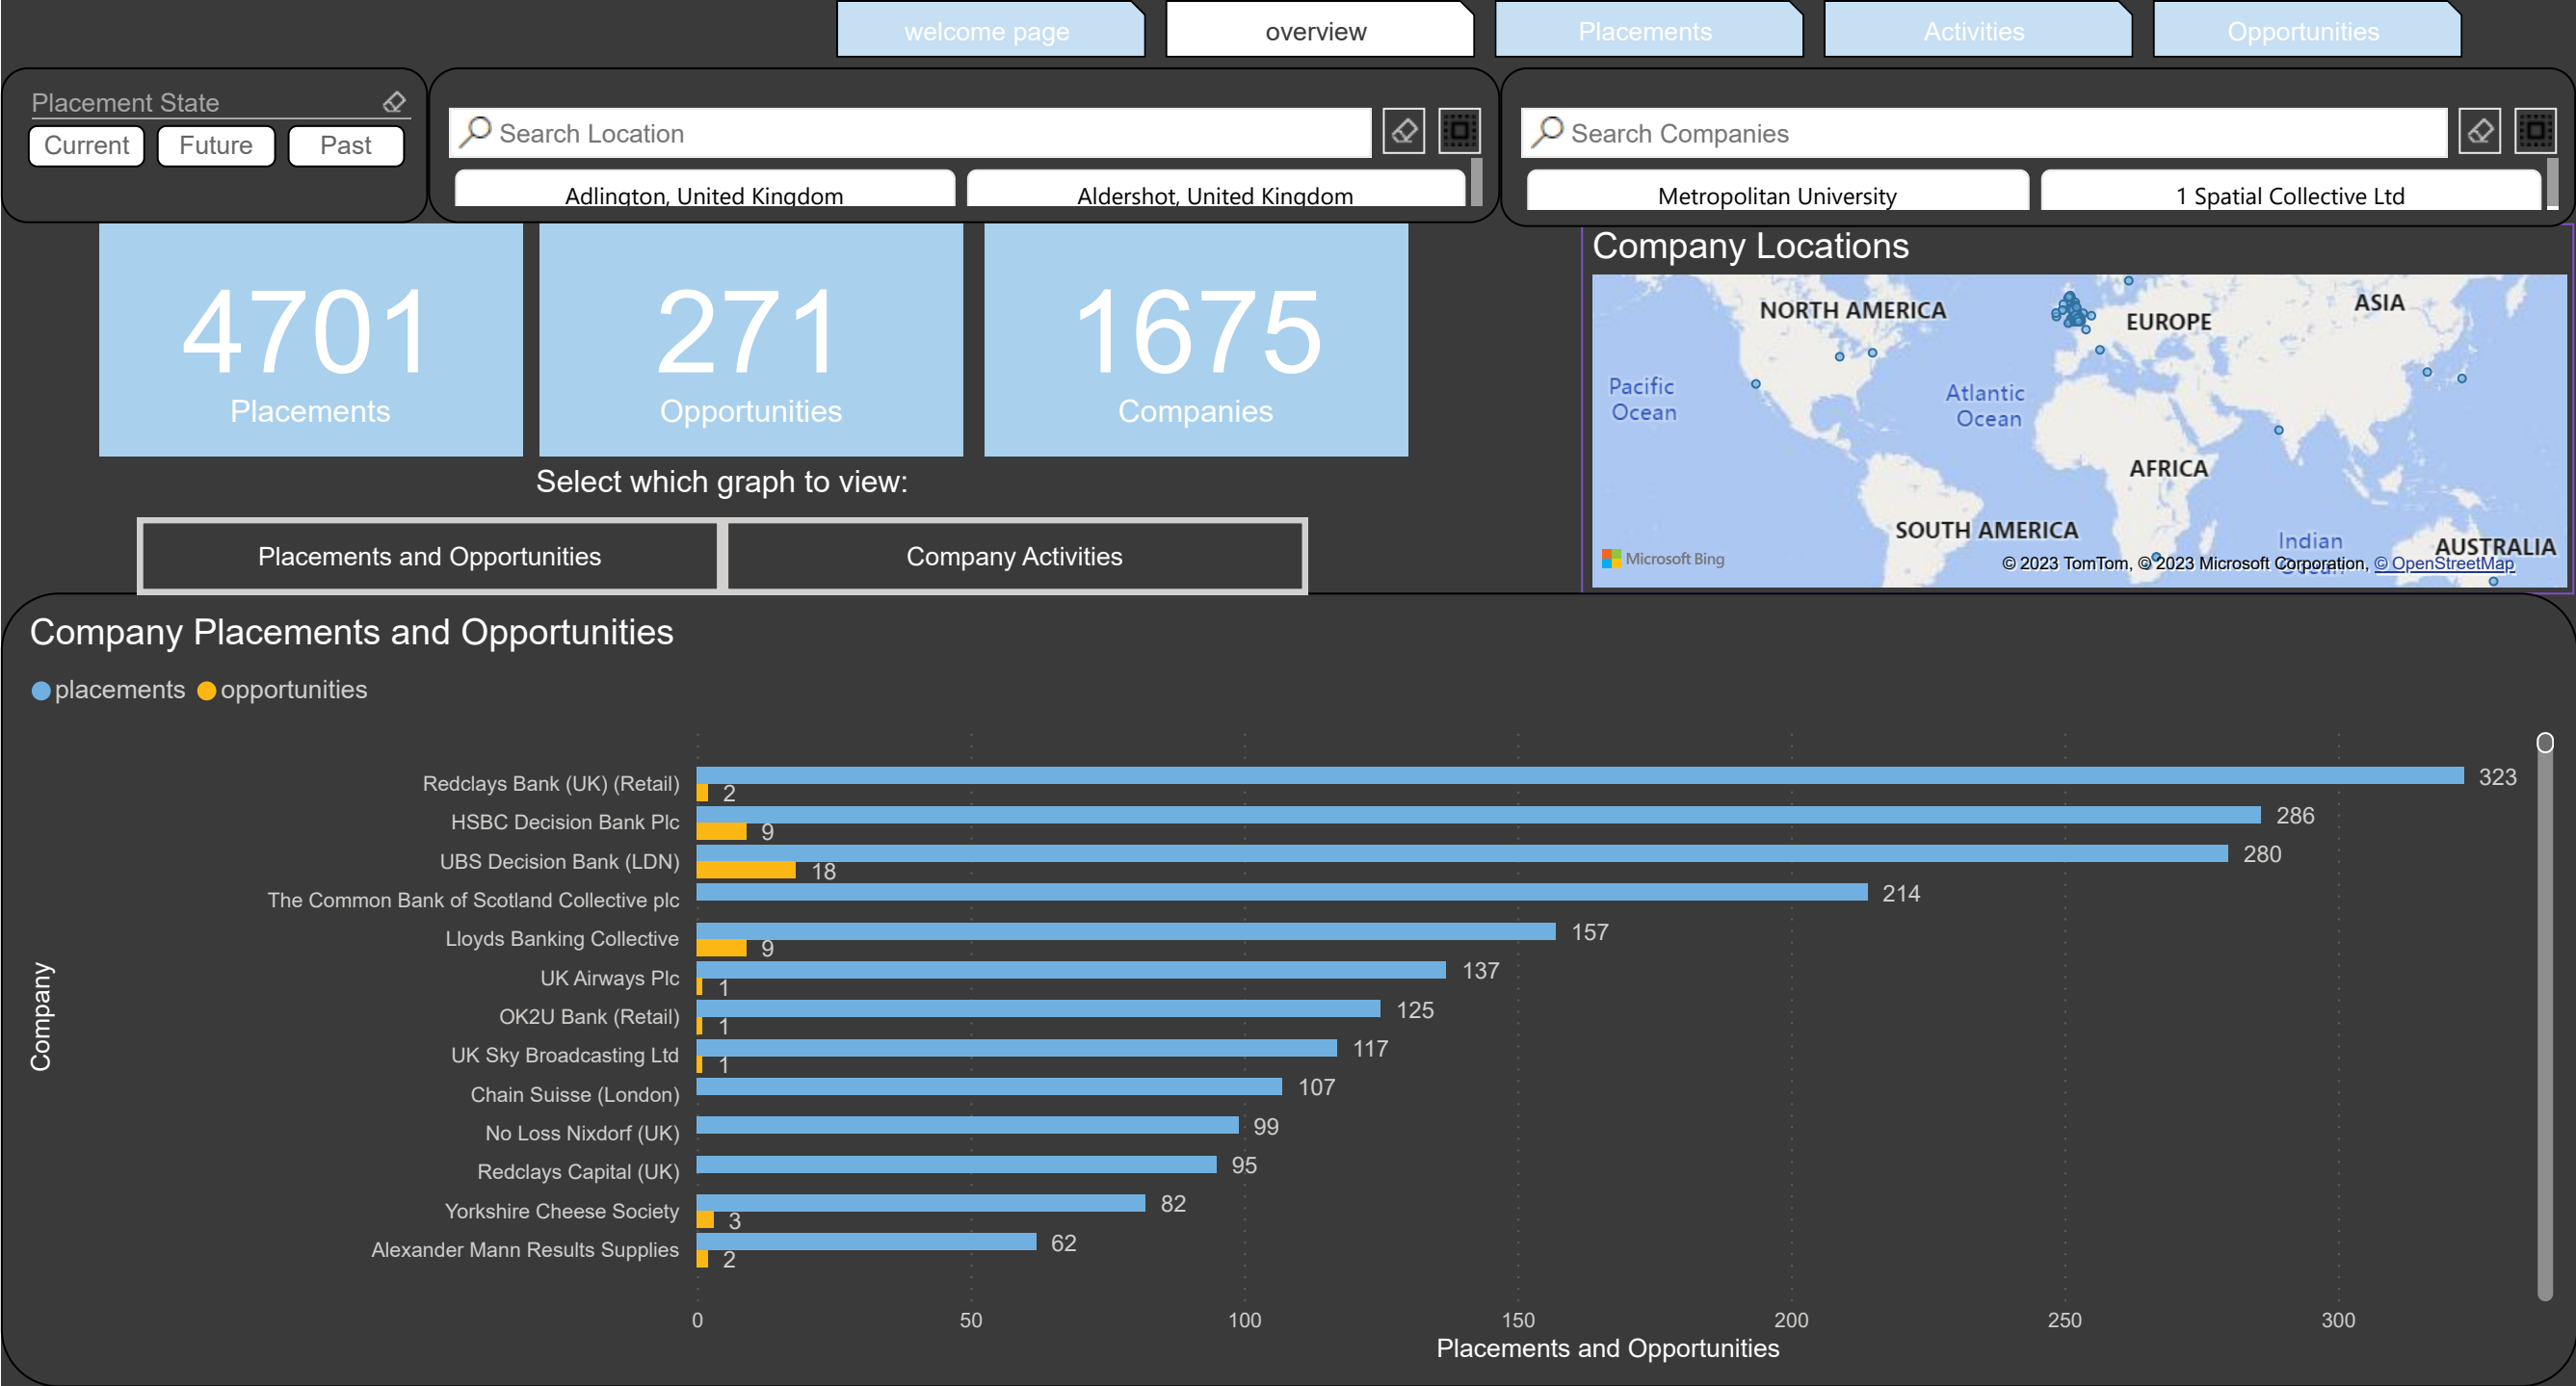 welcome page
overview
Placements
Activities
Opportunities
Placement State
Current
Future
Past
Search Location
Adlington, United Kingdom
Aldershot, United Kingdom
Search Companies
Metropolitan University
1 Spatial Collective Ltd
4701
Placements
271
Opportunities
1675
Companies
Company Locations
NORTH AMERICA
ASIA
EUROPE
Pacific
Ocean
Atlantic
Ocean
AFRICA
SOUTH AMERICA
Indian
AUSTRALIA
Microsoft Bing
© 2023 TomTom, © 2023 Microsoft Corporation, © OpenStreetMap
Select which graph to view:
Placements and Opportunities
Company Activities
Company Placements and Opportunities
placements
opportunities
Company
Redclays Bank (UK) (Retail)
323
2
HSBC Decision Bank Plc
286
9
UBS Decision Bank (LDN)
280
18
The Common Bank of Scotland Collective plc
214
Lloyds Banking Collective
157
9
UK Airways Plc
137
1
OK2U Bank (Retail)
125
1
UK Sky Broadcasting Ltd
117
1
Chain Suisse (London)
107
No Loss Nixdorf (UK)
99
Redclays Capital (UK)
95
Yorkshire Cheese Society
82
3
Alexander Mann Results Supplies
62
2
0
50
100
150
200
250
300
Placements and Opportunities